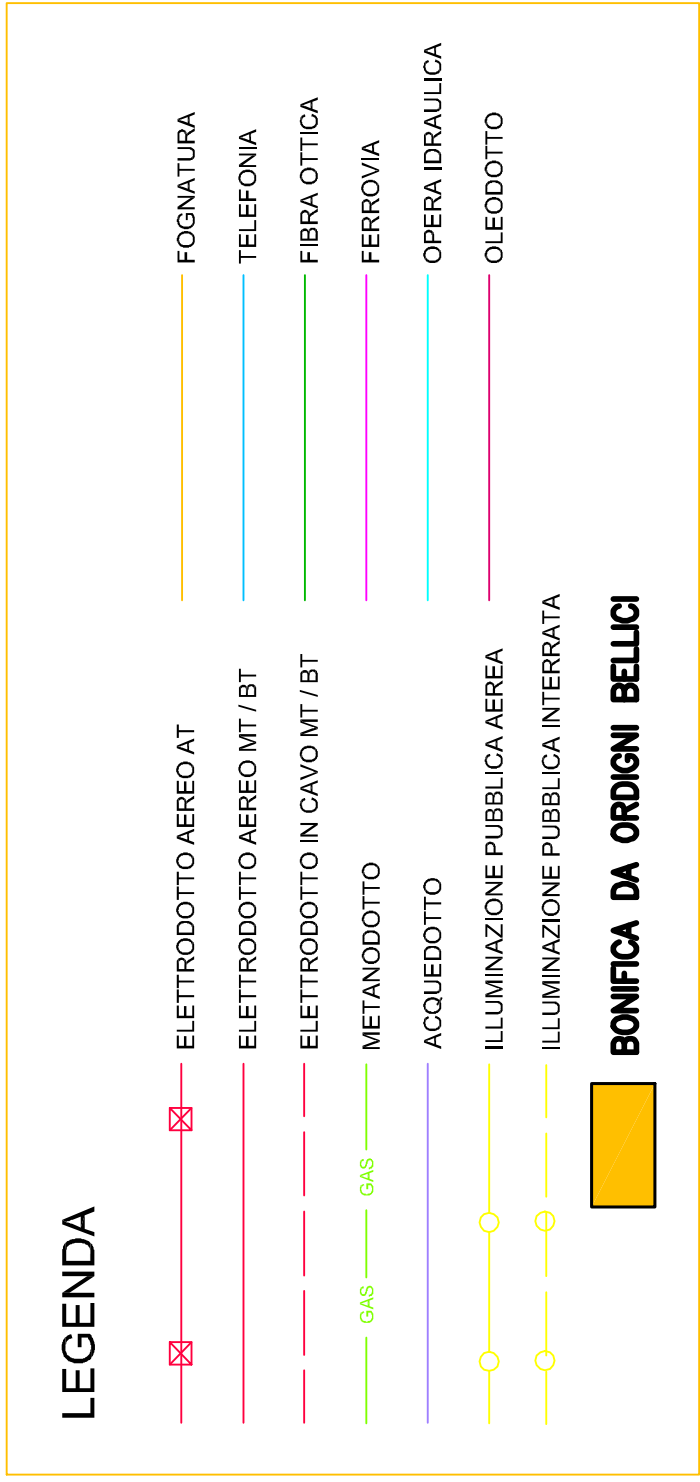 LEGENDA
ELETTRODOTTO AEREO AT
ELETTRODOTTO AEREO MT / BT
ELETTRODOTTO IN CAVO MT / BT
GAS GAS METANODOTTO
ACQUEDOTTO
ILLUMINAZIONE PUBBLICA AEREA
ILLUMINAZIONE PUBBLICA INTERRATA
BONIFICA DA ORDIGNI BELLICI
FOGNATURA
TELEFONIA
FIBRA OTTICA
FERROVIA
OPERA IDRAULICA
OLEODOTTO